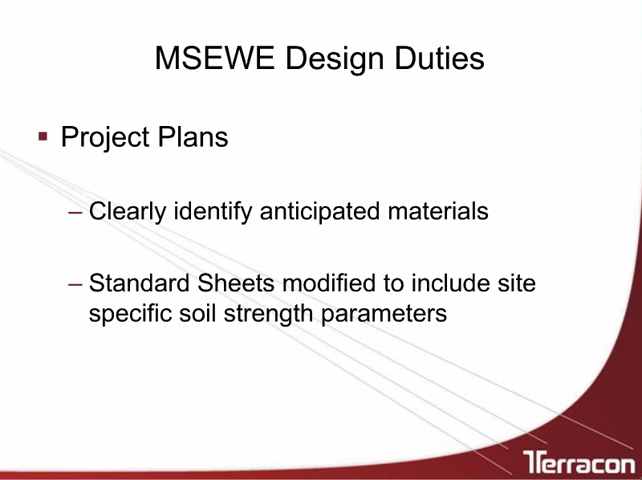 MSEWE Design Duties
▪ Project Plans
– Clearly identify anticipated materials
– Standard Sheets modified to include site
specific soil strength parameters
Terracon